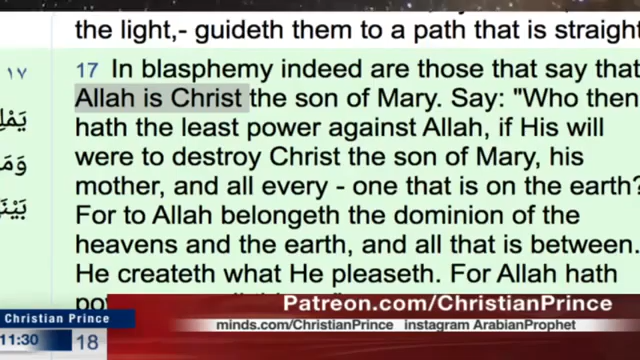 the light,- guideth them to a path that is straight
17 In blasphemy indeed are those that say that
Allah is Christ the son of Mary. Say: "Who then
hath the least power against Allah, if His will
were to destroy Christ the son of Mary, his
mother, and all every - one that is on the earth?
For to Allah belongeth the dominion of the
heavens and the earth, and all that is between.
He createth what He pleaseth. For Allah hath
١٧
Patreon.com/ChristianPrince
Christian Prince
minds.com/ChristianPrince instagram ArabianProphet
11:30
18